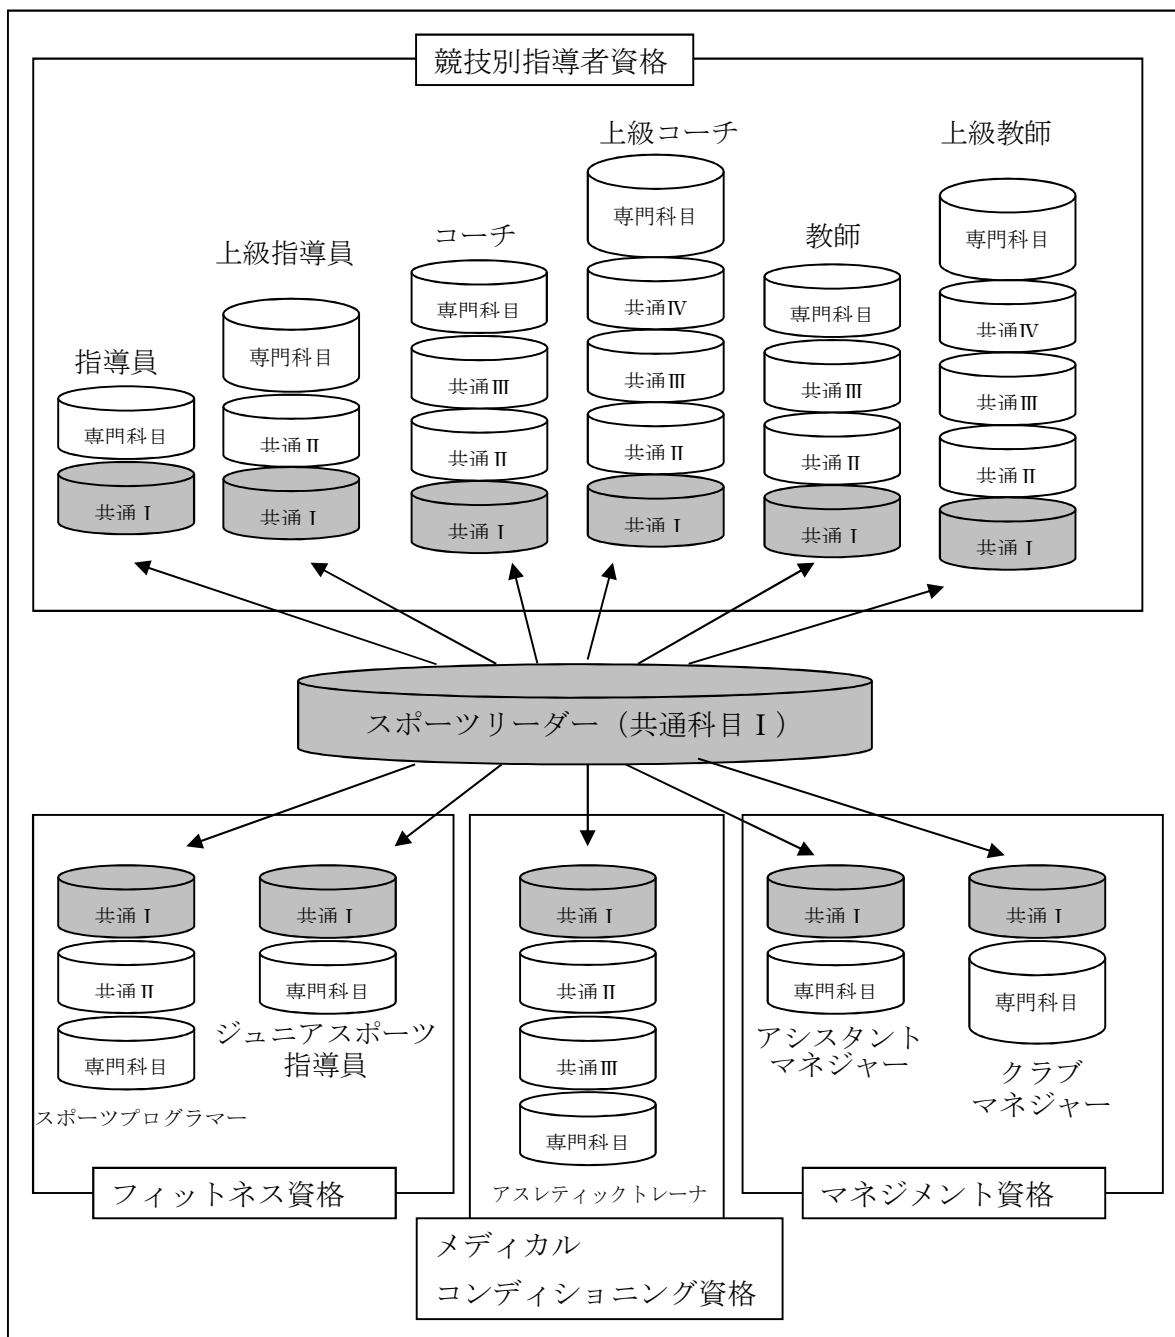 競技別指導者資格
指導員
専門科目
共通Ⅰ
上級指導員
専門科目
共通Ⅱ
共通Ⅰ
コーチ
専門科目
共通Ⅲ
共通Ⅱ
共通Ⅰ
上級コーチ
専門科目
共通Ⅳ
共通Ⅲ
共通Ⅱ
共通Ⅰ
教師
専門科目
共通Ⅲ
共通Ⅱ
共通Ⅰ
上級教師
専門科目
共通Ⅳ
共通Ⅲ
共通Ⅱ
共通Ⅰ
スポーツリーダー（共通科目Ⅰ）
共通Ⅰ
共通Ⅱ
専門科目
スポーツプログラマー
共通Ⅰ
専門科目
ジュニアスポーツ
指導員
フィットネス資格
共通Ⅰ
共通Ⅱ
共通Ⅲ
専門科目
アスレティックトレーナ
メディカル
コンディショニング資格
共通Ⅰ
専門科目
アシスタント
マネジャー
共通Ⅰ
専門科目
クラブ
マネジャー
マネジメント資格